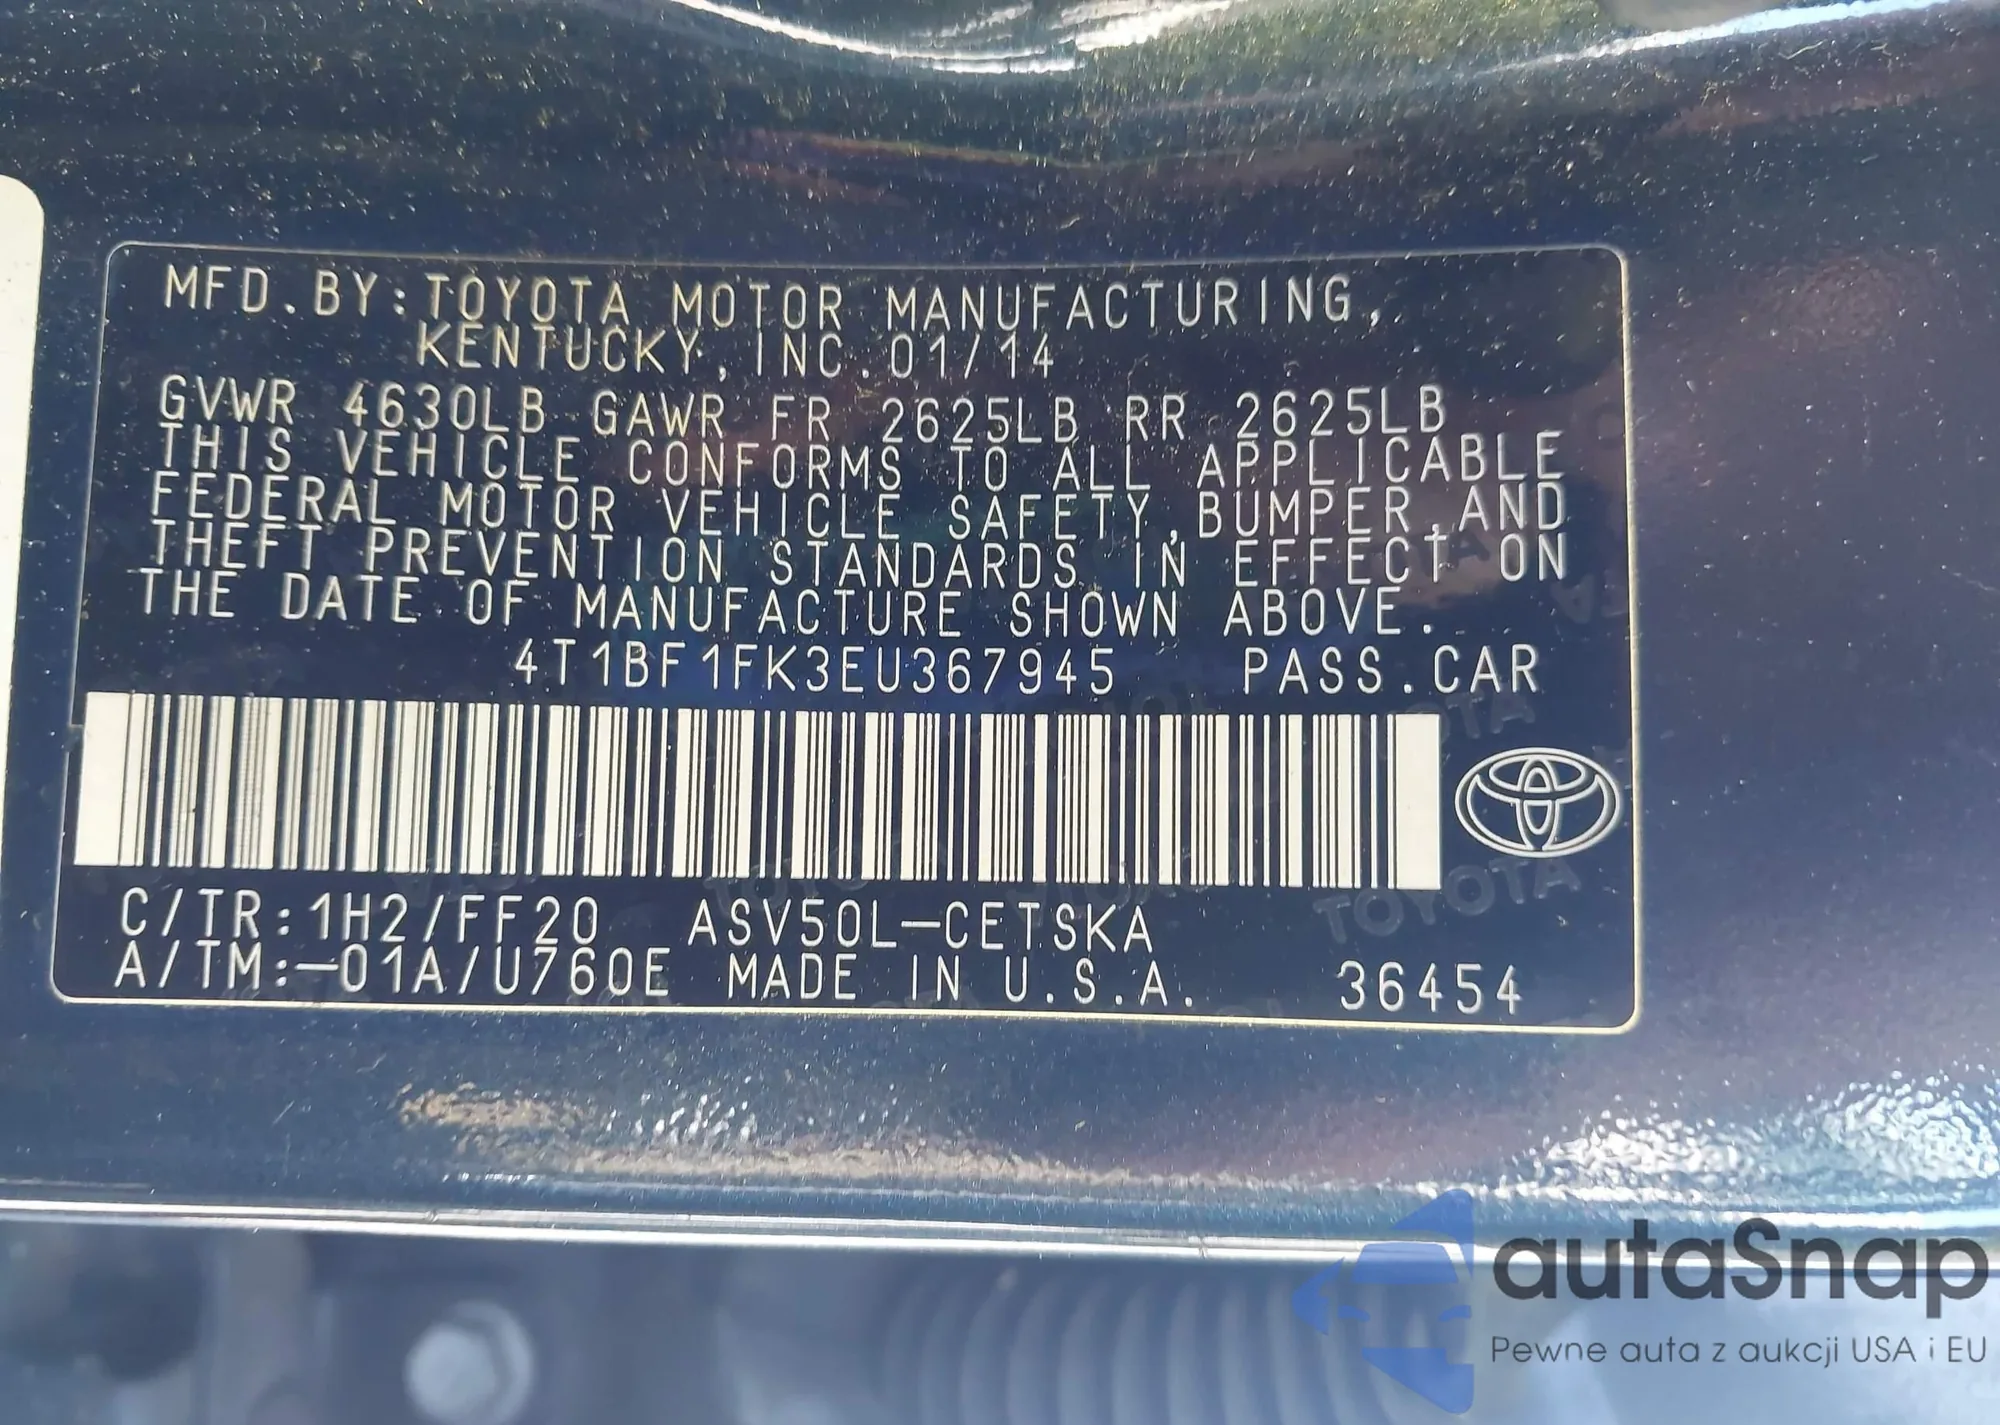 MFD.BY:TOYOTA MOTOR MANUFACTURING,
KENTUCKY, INC.01/14
GVWR 4630LB GAWR FR 2625LB RR 2625LB
THIS VEHICLE CONFORMS TO ALL APPLICABLE
FEDERAL MOTOR VEHICLE SAFETY,BUMPER,AND
THEFT PREVENTION STANDARDS IN EFFECT ON
THE DATE OF MANUFACTURE SHOWN ABOVE.
4T1BF1FK3EU367945 PASS.CAR
C/TR:1H2/FF20 ASV50L-CETSKA
A/TM:-01A/U760E MADE IN U.S.A. 36454
TOYOTA
autaSnap
Pewne auta z aukcji USA i EU